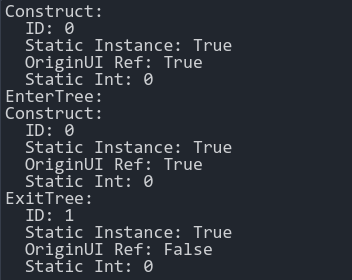 Construct:
  ID: 0
  Static Instance: True
  OriginUI Ref: True
  Static Int: 0
EnterTree:
Construct:
  ID: 0
  Static Instance: True
  OriginUI Ref: True
  Static Int: 0
ExitTree:
  ID: 1
  Static Instance: True
  OriginUI Ref: False
  Static Int: 0